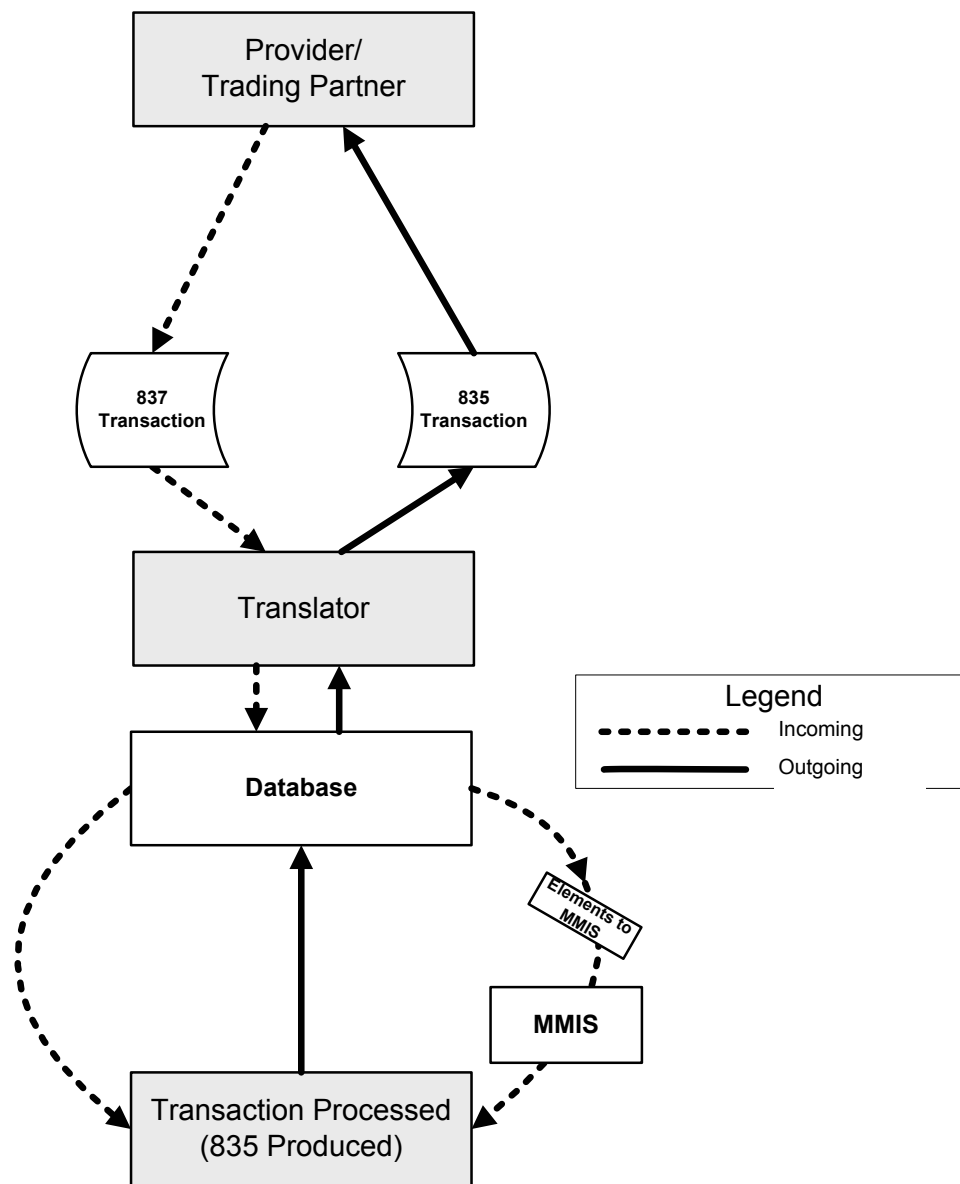 Provider/
Trading Partner
837
Transaction
835
Transaction
Translator
Legend
Incoming
Outgoing
Database
Elements to
MMIS
MMIS
Transaction Processed
(835 Produced)